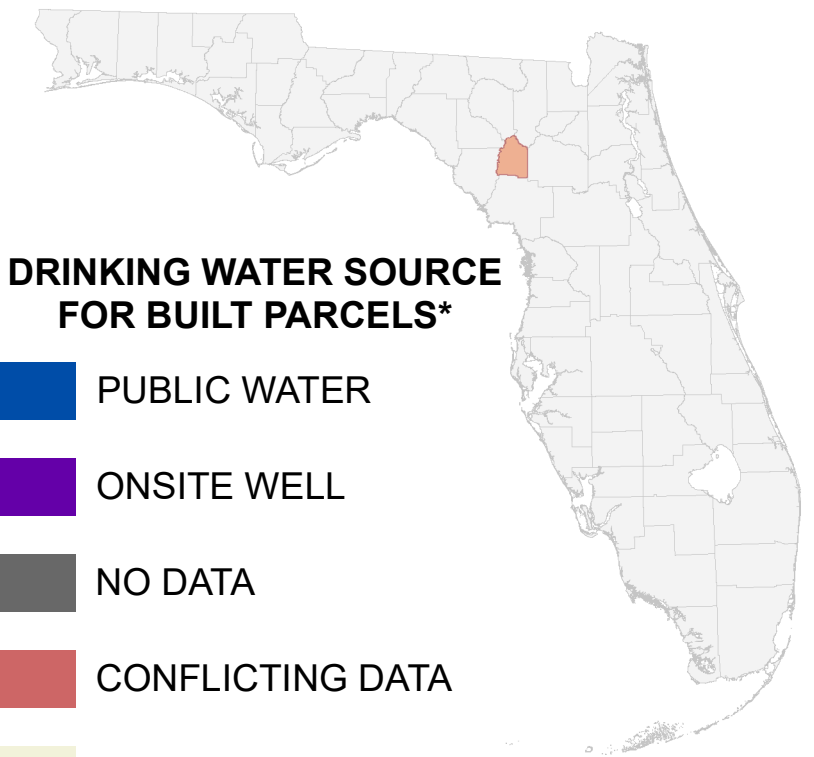 DRINKING WATER SOURCE
FOR BUILT PARCELS*
PUBLIC WATER
ONSITE WELL
NO DATA
CONFLICTING DATA